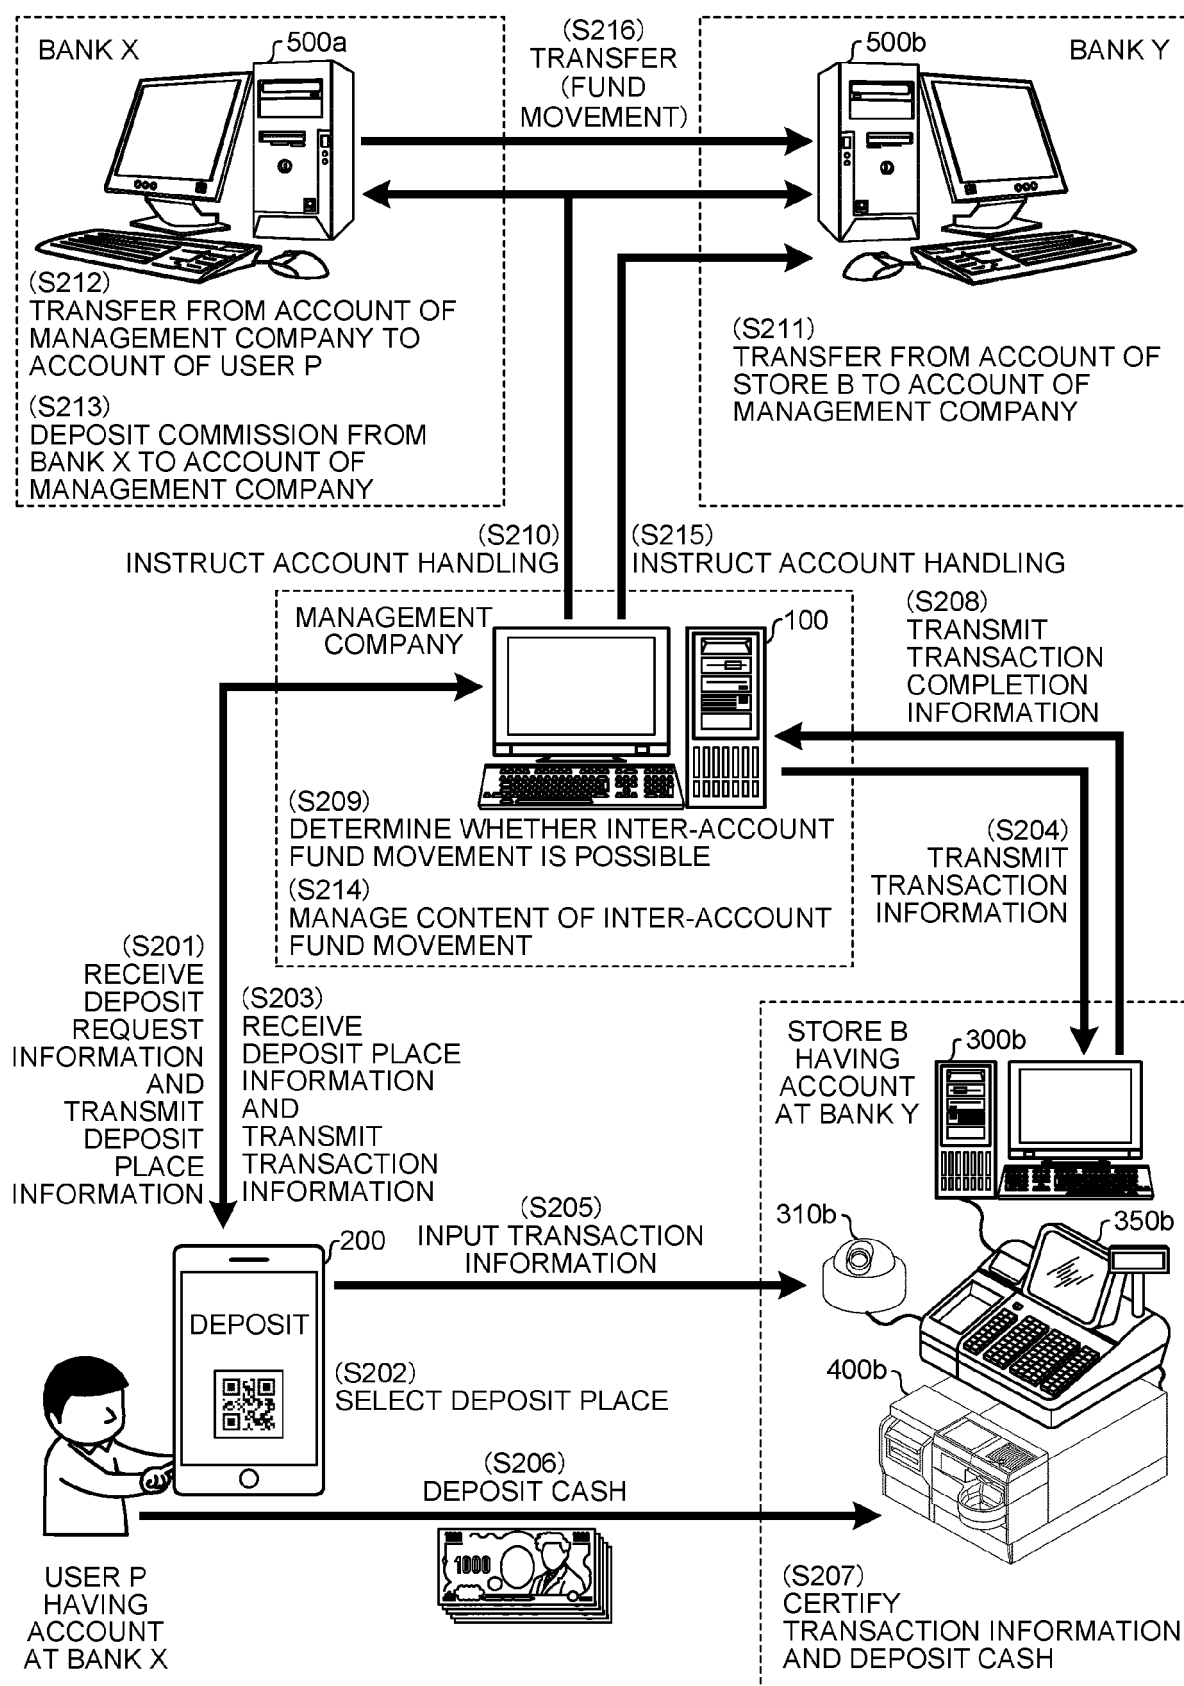 BANK X
500a
(S216)
TRANSFER
(FUND
MOVEMENT)
500b
BANK Y
(S212)
TRANSFER FROM ACCOUNT OF
MANAGEMENT COMPANY TO
ACCOUNT OF USER P
(S213)
DEPOSIT COMMISSION FROM
BANK X TO ACCOUNT OF
MANAGEMENT COMPANY
(S211)
TRANSFER FROM ACCOUNT OF
STORE B TO ACCOUNT OF
MANAGEMENT COMPANY
(S210)
INSTRUCT ACCOUNT HANDLING
(S215)
INSTRUCT ACCOUNT HANDLING
MANAGEMENT
COMPANY
100
(S208)
TRANSMIT
TRANSACTION
COMPLETION
INFORMATION
(S209)
DETERMINE WHETHER INTER-ACCOUNT
FUND MOVEMENT IS POSSIBLE
(S214)
MANAGE CONTENT OF INTER-ACCOUNT
FUND MOVEMENT
(S204)
TRANSMIT
TRANSACTION
INFORMATION
(S201)
RECEIVE
DEPOSIT
REQUEST
INFORMATION
AND
TRANSMIT
DEPOSIT
PLACE
INFORMATION
(S203)
RECEIVE
DEPOSIT PLACE
INFORMATION
AND
TRANSMIT
TRANSACTION
INFORMATION
STORE B
HAVING
ACCOUNT
AT BANK Y
300b
200
(S205)
INPUT TRANSACTION
INFORMATION
310b
350b
DEPOSIT
(S202)
SELECT DEPOSIT PLACE
400b
(S206)
DEPOSIT CASH
1000
1000
1000
USER P
HAVING
ACCOUNT
AT BANK X
(S207)
CERTIFY
TRANSACTION INFORMATION
AND DEPOSIT CASH